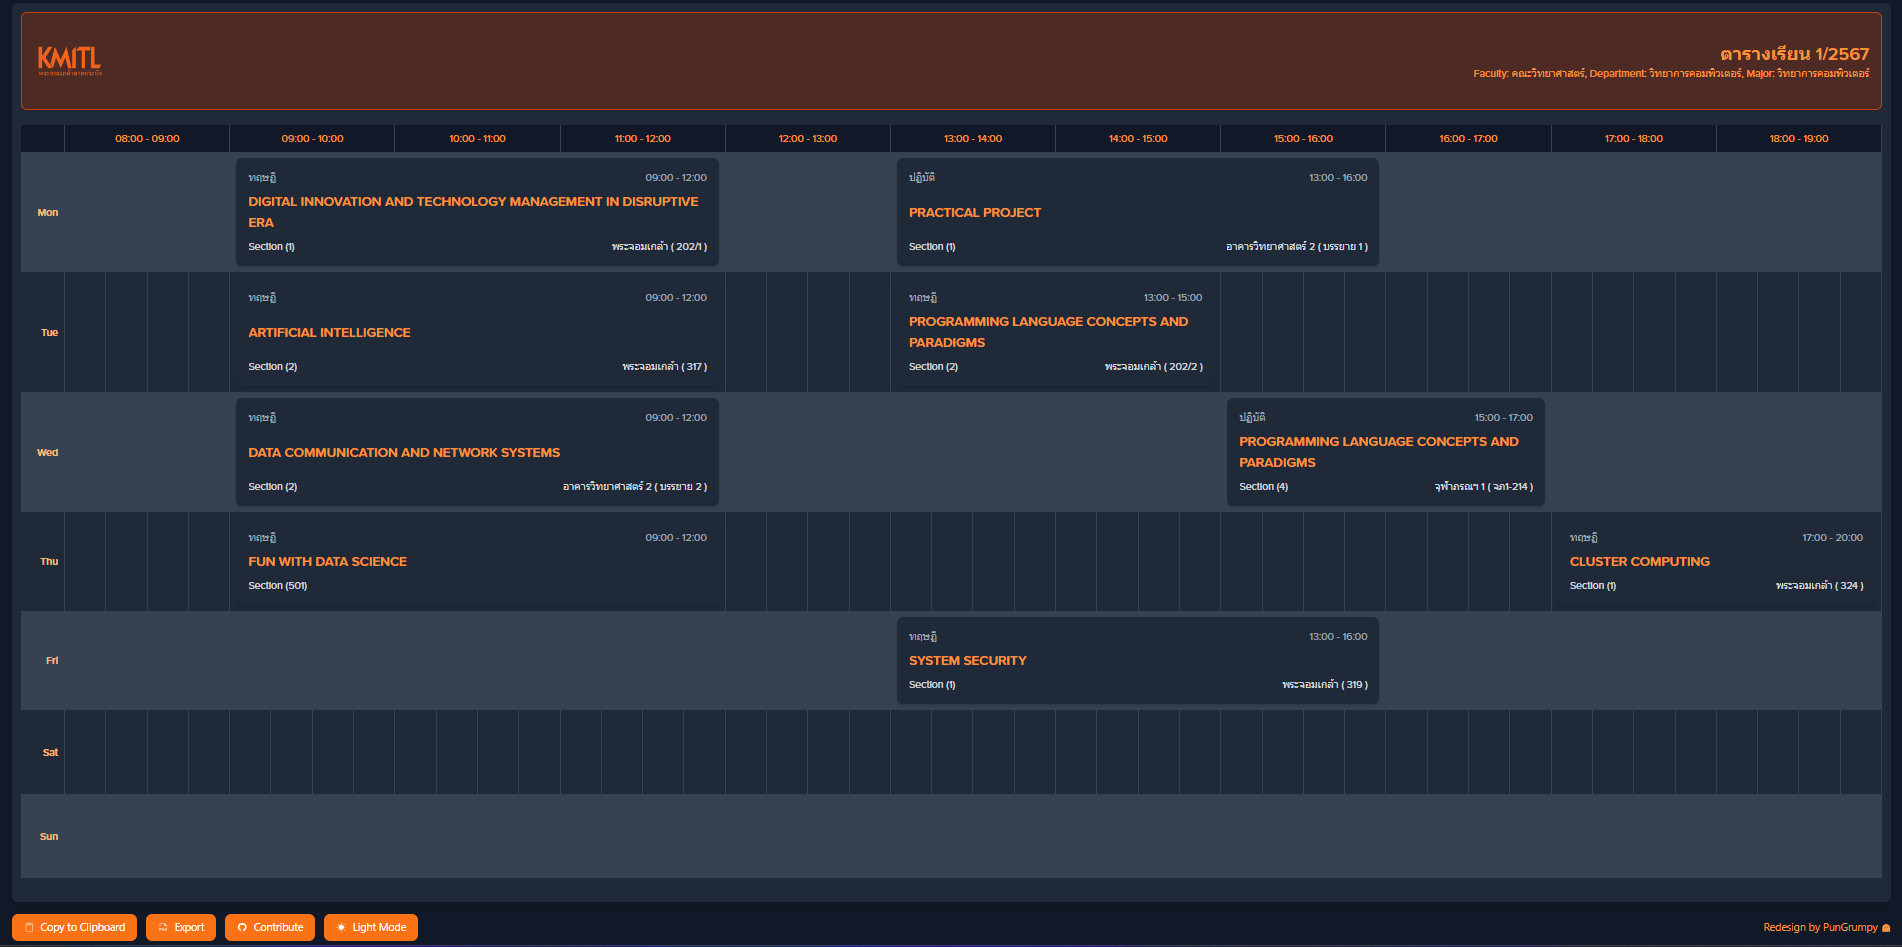 KMITL
พระจอมเกล้าลาดกระบัง
ตารางเรียน 1/2567
Faculty: คณะวิทยาศาสตร์, Department: วิทยาการคอมพิวเตอร์, Major: วิทยาการคอมพิวเตอร์
08:00 - 09:00
09:00 - 10:00
10:00 - 11:00
11:00 - 12:00
12:00 - 13:00
13:00 - 14:00
14:00 - 15:00
15:00 - 16:00
16:00 - 17:00
17:00 - 18:00
18:00 - 19:00
Mon
ทฤษฎี
09:00 - 12:00
DIGITAL INNOVATION AND TECHNOLOGY MANAGEMENT IN DISRUPTIVE
ERA
Section (1)
พระจอมเกล้า ( 202/1 )
ปฏิบัติ
13:00 - 16:00
PRACTICAL PROJECT
Section (1)
อาคารวิทยาศาสตร์ 2 ( บรรยาย 1 )
Tue
ทฤษฎี
09:00 - 12:00
ARTIFICIAL INTELLIGENCE
Section (2)
พระจอมเกล้า ( 317 )
ทฤษฎี
13:00 - 15:00
PROGRAMMING LANGUAGE CONCEPTS AND
PARADIGMS
Section (2)
พระจอมเกล้า ( 202/2 )
Wed
ทฤษฎี
09:00 - 12:00
DATA COMMUNICATION AND NETWORK SYSTEMS
Section (2)
อาคารวิทยาศาสตร์ 2 ( บรรยาย 2 )
ปฏิบัติ
15:00 - 17:00
PROGRAMMING LANGUAGE CONCEPTS AND
PARADIGMS
Section (4)
จุฬาภรณฯ 1 ( จภ1-214 )
Thu
ทฤษฎี
09:00 - 12:00
FUN WITH DATA SCIENCE
Section (501)
ทฤษฎี
17:00 - 20:00
CLUSTER COMPUTING
Section (1)
พระจอมเกล้า ( 324 )
Fri
ทฤษฎี
13:00 - 16:00
SYSTEM SECURITY
Section (1)
พระจอมเกล้า ( 319 )
Sat
Sun
Copy to Clipboard
Export
Contribute
Light Mode
Redesign by PunGrumpy